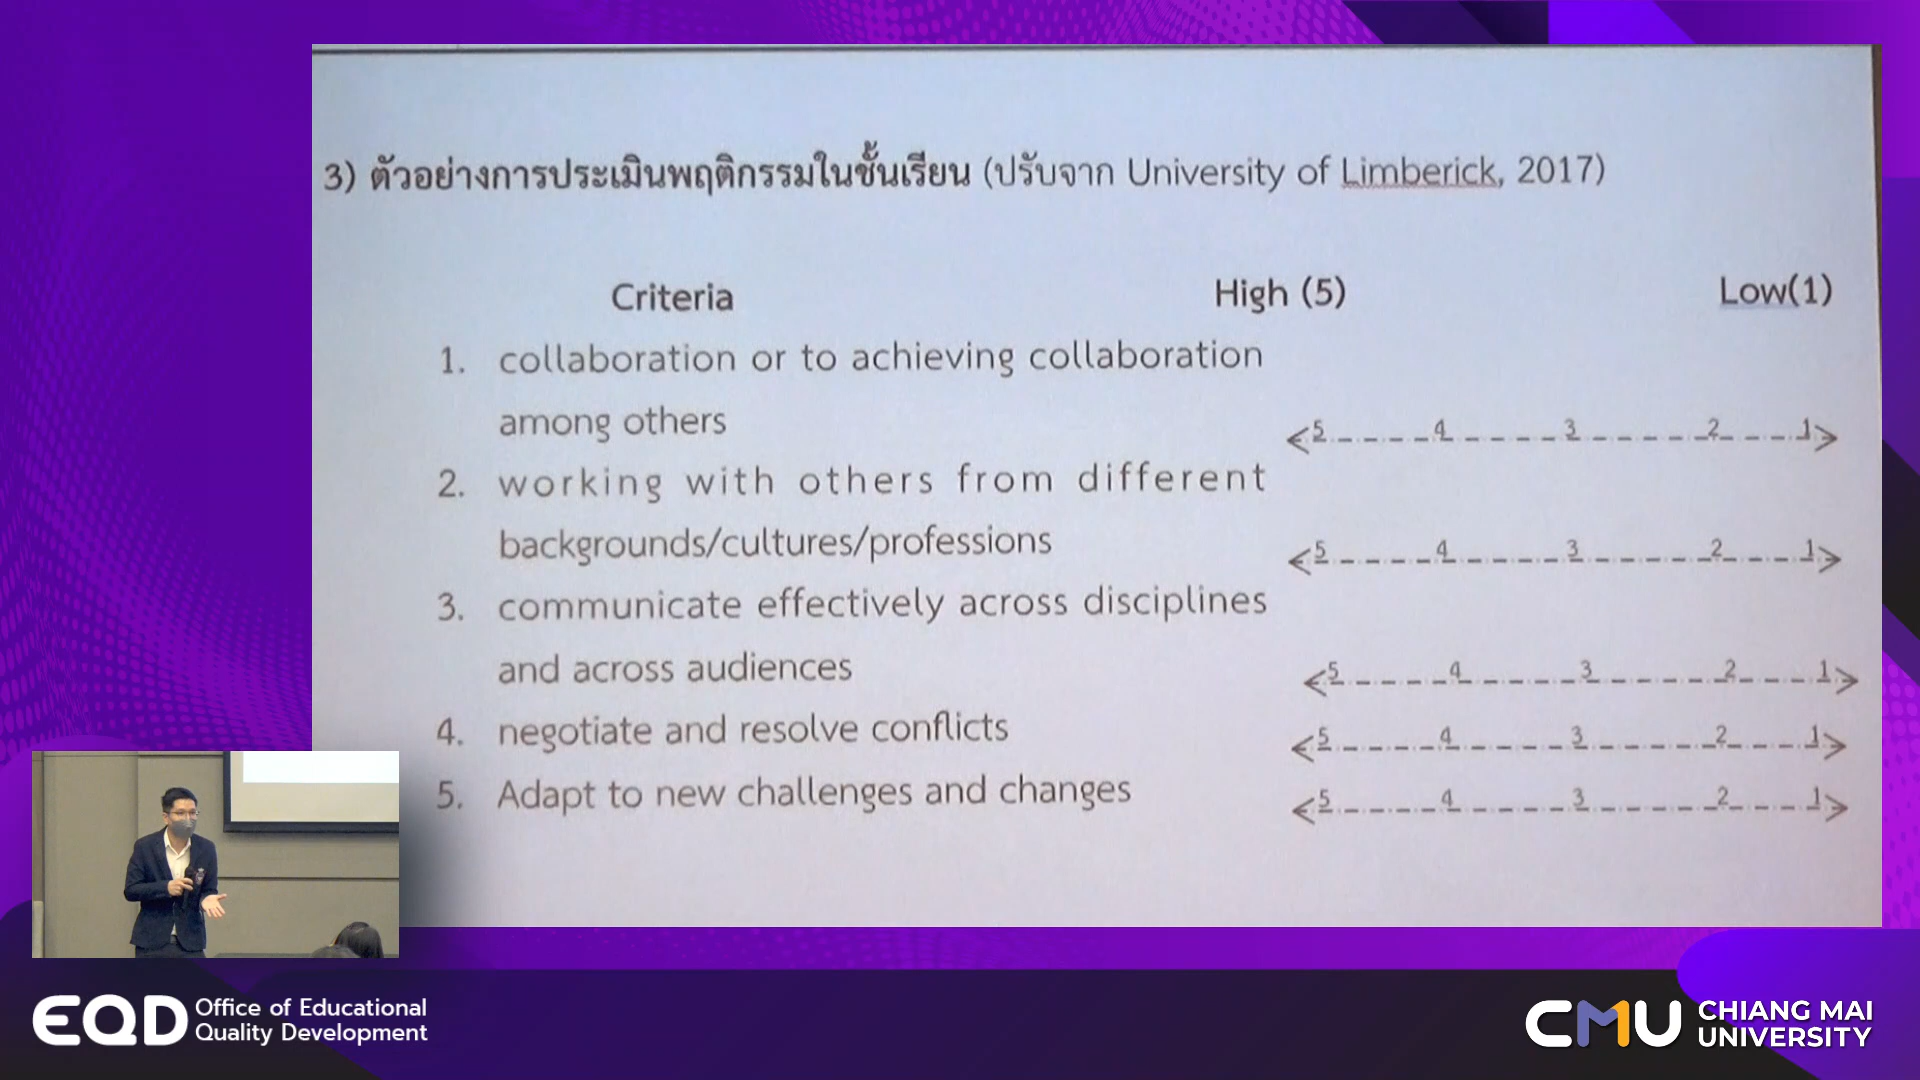 3) ตัวอย่างการประเมินพฤติกรรมในชั้นเรียน (ปรับจาก University of Limberick, 2017)
Criteria High (5) Low(1)
1. collaboration or to achieving collaboration
among others
<5 4 3 2 1>
2. working with others from different
backgrounds/cultures/professions
<5 4 3 2 1>
3. communicate effectively across disciplines
and across audiences
<5 4 3 2 1>
4. negotiate and resolve conflicts
<5 4 3 2 1>
5. Adapt to new challenges and changes
<5 4 3 2 1>
EQD Office of Educational
Quality Development
CMU CHIANG MAI
UNIVERSITY